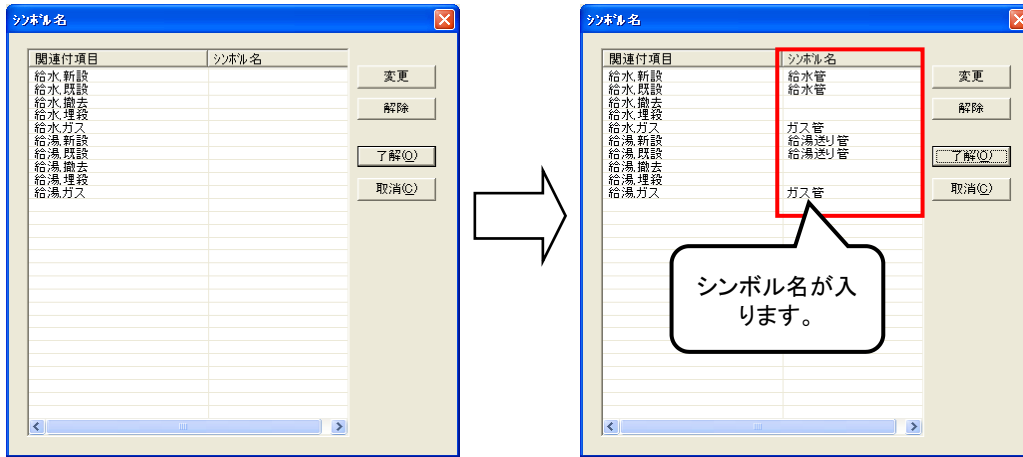 シンボル名
関連付項目 シンボル名
給水,新設
給水,既設
給水,撤去
給水,埋殺
給水,ガス
給湯,新設
給湯,既設
給湯,撤去
給湯,埋殺
給湯,ガス
変更
解除
了解(O)
取消(C)
シンボル名
関連付項目 シンボル名
給水,新設 給水管
給水,既設 給水管
給水,撤去
給水,埋殺
給水,ガス ガス管
給湯,新設 給湯送り管
給湯,既設 給湯送り管
給湯,撤去
給湯,埋殺
給湯,ガス ガス管
変更
解除
了解(O)
取消(C)
シンボル名が入
ります。